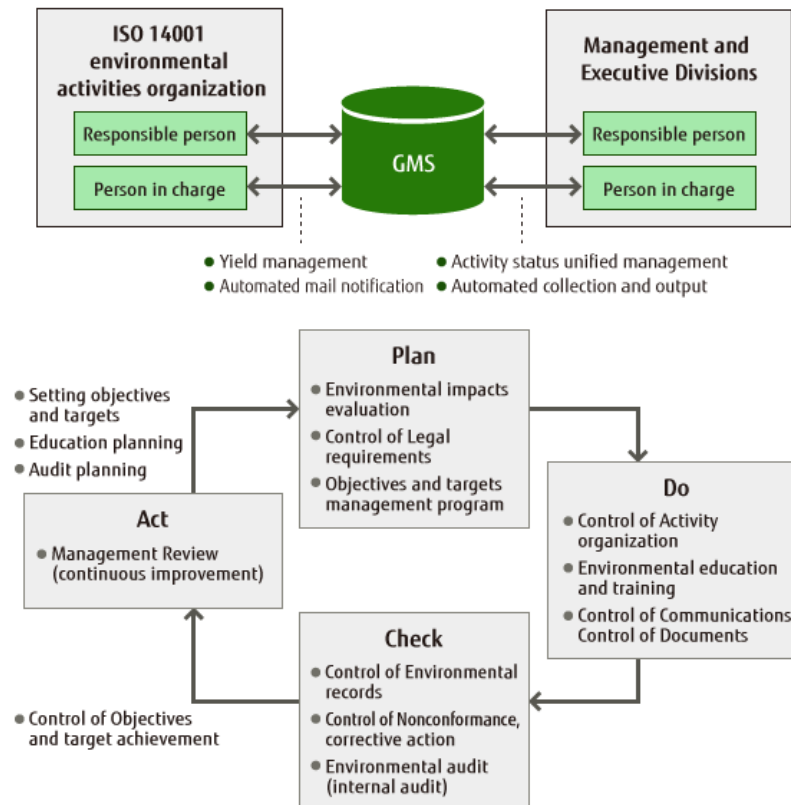 ISO 14001
environmental
activities organization
Responsible person
Person in charge
GMS
Management and
Executive Divisions
Responsible person
Person in charge
Yield management
Automated mail notification
Activity status unified management
Automated collection and output
Plan
Environmental impacts
evaluation
Control of Legal
requirements
Objectives and targets
management program
Setting objectives
and targets
Education planning
Audit planning
Do
Control of Activity
organization
Environmental education
and training
Control of Communications
Control of Documents
Act
Management Review
(continuous improvement)
Check
Control of Environmental
records
Control of Nonconformance,
corrective action
Environmental audit
(internal audit)
Control of Objectives
and target achievement